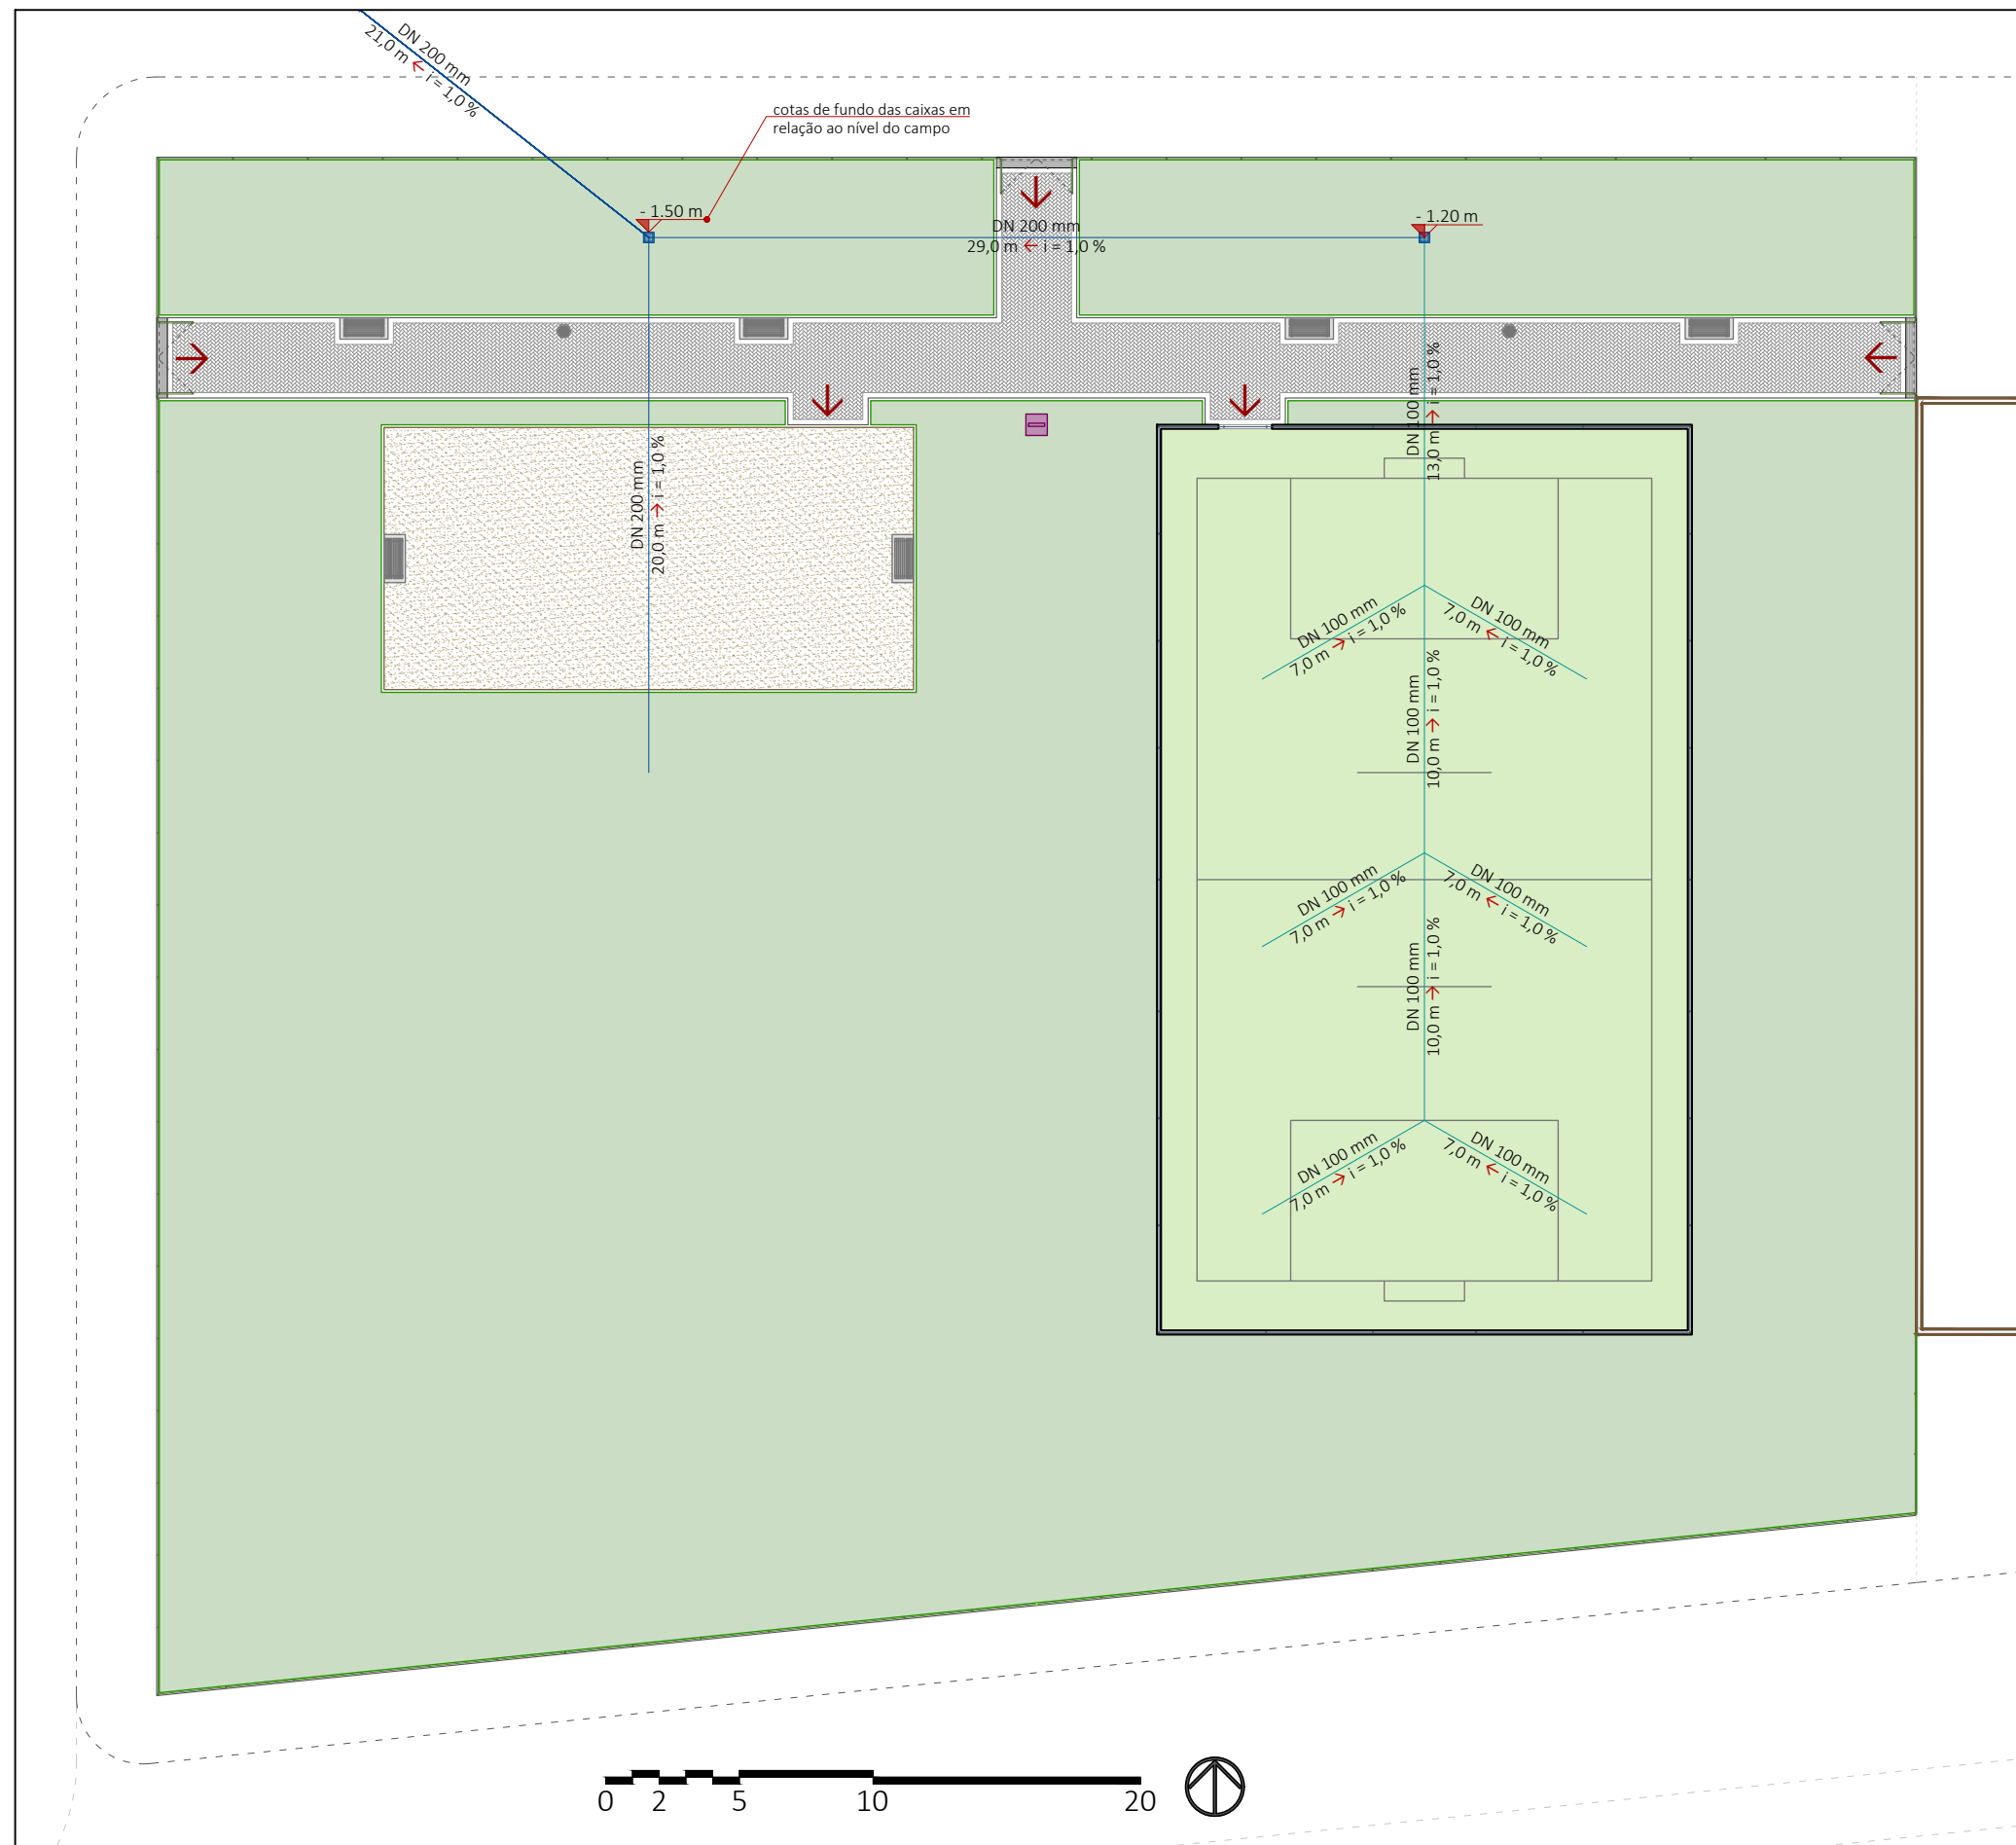 DN 200 mm
21,0 m ← i = 1,0 %
cotas de fundo das caixas em
relação ao nível do campo
- 1.50 m
- 1.20 m
DN 200 mm
29,0 m ← i = 1,0 %
DN 100 mm
13,0 m → i = 1,0 %
DN 200 mm
20,0 m → i = 1,0 %
DN 100 mm
7,0 m → i = 1,0 %
DN 100 mm
7,0 m ← i = 1,0 %
DN 100 mm
10,0 m → i = 1,0 %
DN 100 mm
7,0 m → i = 1,0 %
DN 100 mm
7,0 m ← i = 1,0 %
DN 100 mm
10,0 m → i = 1,0 %
DN 100 mm
7,0 m → i = 1,0 %
DN 100 mm
7,0 m ← i = 1,0 %
0 2 5 10 20